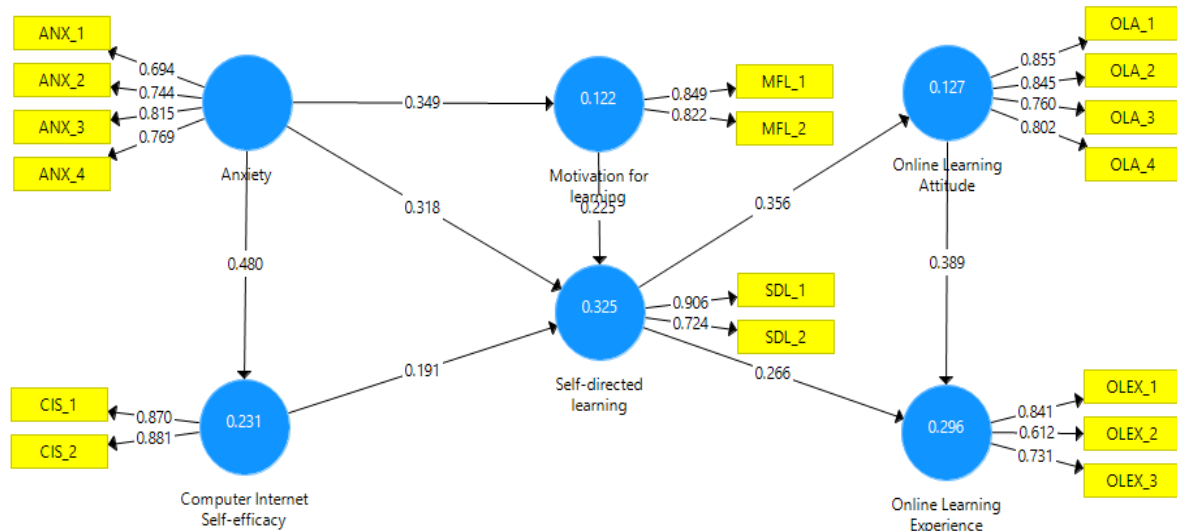 ANX_1
ANX_2
ANX_3
ANX_4
0.694
0.744
0.815
0.769
Anxiety
0.349
0.122
0.849
0.822
MFL_1
MFL_2
Motivation for
learning
0.225
0.127
0.855
0.845
0.760
0.802
OLA_1
OLA_2
OLA_3
OLA_4
Online Learning
Attitude
0.318
0.356
0.480
0.389
0.325
0.906
0.724
SDL_1
SDL_2
Self-directed
learning
0.191
0.266
CIS_1
CIS_2
0.870
0.881
0.231
Computer Internet
Self-efficacy
0.296
0.841
0.612
0.731
OLEX_1
OLEX_2
OLEX_3
Online Learning
Experience